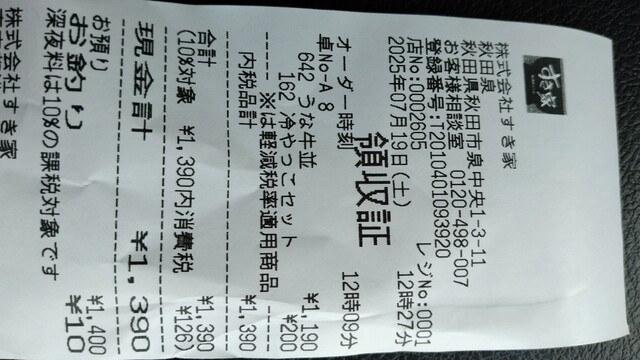 すき家
株式会社すき家
秋田泉
秋田県秋田市泉中央1-3-11
お客様相談室 0120-498-007
登録番号:T2010401093920
店No:0002605 レジNo:0001
2025年07月19日(土) 12時27分
領収証
オーダー時刻 12時09分
卓No-A 8
642 うな牛並 ¥1,190
162 冷やっこセット ¥200
※は軽減税率適用商品
内税品計 ¥1,390
合計 ¥1,390
(10%対象 ¥1,390内消費税 ¥126)
現金計 ¥1,390
お預り ¥1,400
お釣り ¥10
深夜料は10%の課税対象です
株式会社すき家